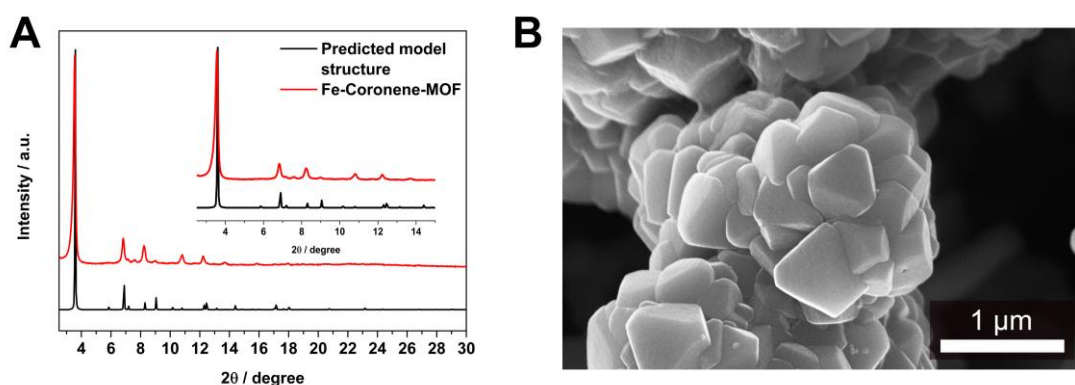 A
Predicted model
structure
Fe-Coronene-MOF
Intensity / a.u.
4 6 8 10 12 14
2θ / degree
4 6 8 10 12 14 16 18 20 22 24 26 28 30
2θ / degree
B
1 µm